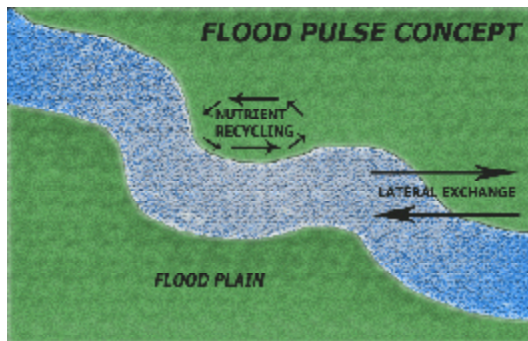 FLOOD PULSE CONCEPT
NUTRIENT
RECYCLING
LATERAL EXCHANGE
FLOOD PLAIN